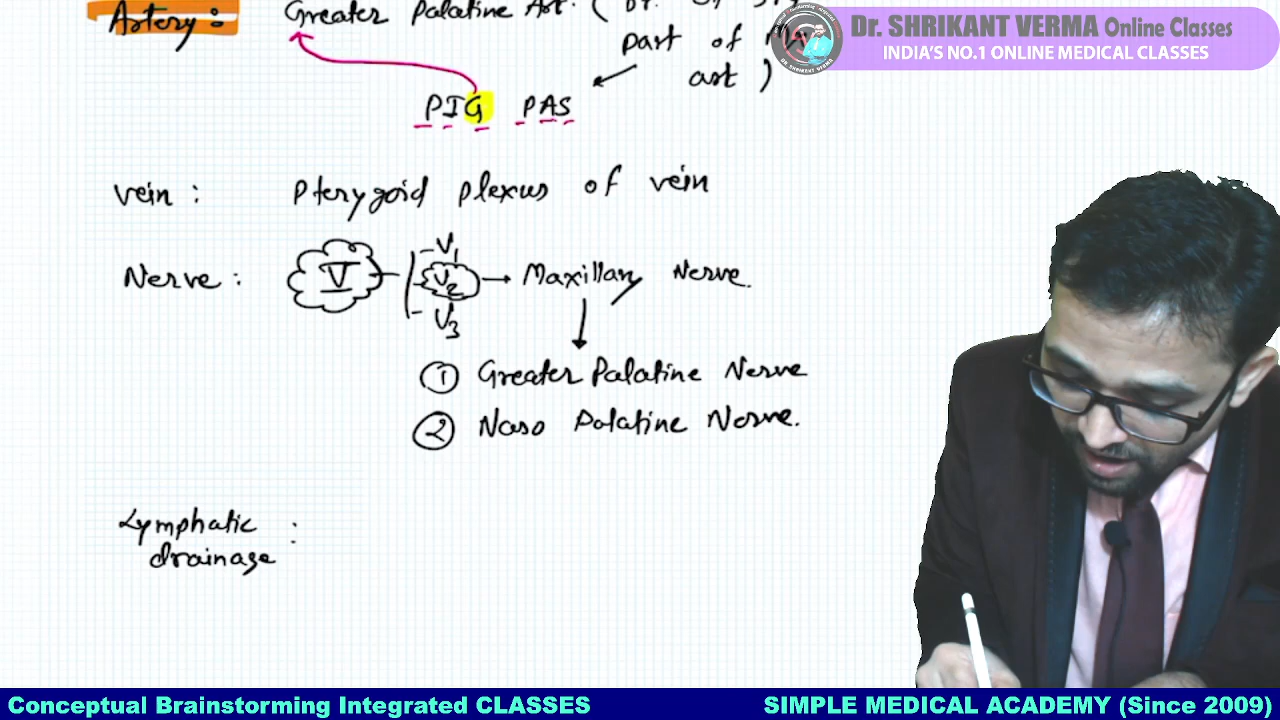 Artery : Greater Palatine Art. (
Dr. SHRIKANT VERMA Online Classes
INDIA'S NO.1 ONLINE MEDICAL CLASSES
part of
art )
PIG PAS
Vein : Pterygoid plexus of vein
Nerve : V V1
V2 → Maxillary Nerve.
V3
① Greater Palatine Nerve
② Naso Palatine Nerve.
Lymphatic :
drainage
Conceptual Brainstorming Integrated CLASSES
SIMPLE MEDICAL ACADEMY (Since 2009)